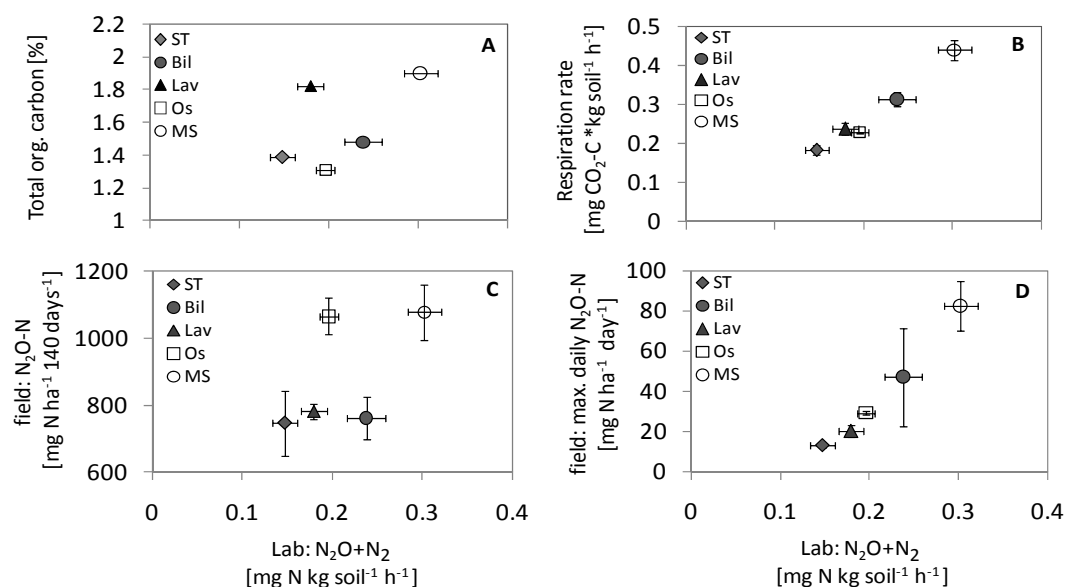 Total org. carbon [%]
2.2
2
1.8
1.6
1.4
1.2
1
ST
Bil
Lav
Os
MS
A
Respiration rate
[mg CO₂-C *kg soil⁻¹ h⁻¹]
0.5
0.4
0.3
0.2
0.1
0
ST
Bil
Lav
Os
MS
B
field: N₂O-N
[mg N ha⁻¹ 140 days⁻¹]
1200
1000
800
600
ST
Bil
Lav
Os
MS
C
0
0.1
0.2
0.3
0.4
Lab: N₂O+N₂
[mg N kg soil⁻¹ h⁻¹]
field: max. daily N₂O-N
[mg N ha⁻¹ day⁻¹]
100
80
60
40
20
0
ST
Bil
Lav
Os
MS
D
0
0.1
0.2
0.3
0.4
Lab: N₂O+N₂
[mg N kg soil⁻¹ h⁻¹]